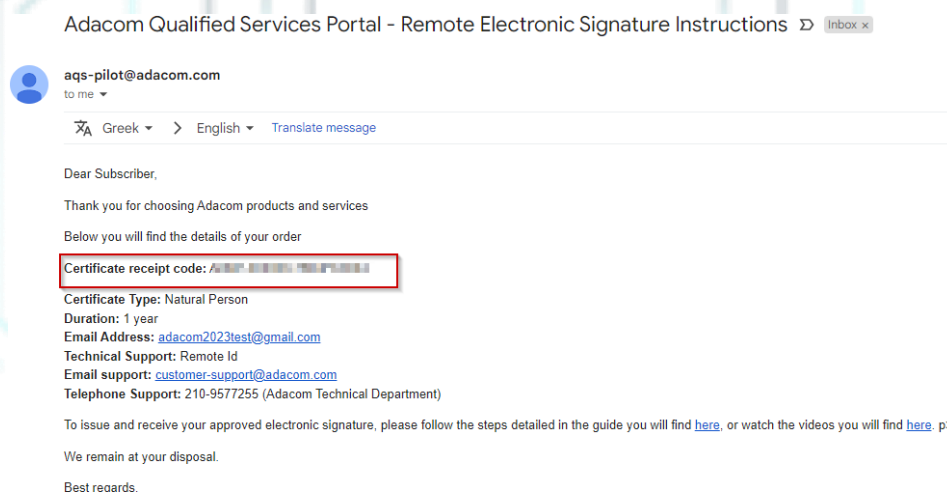 Adacom Qualified Services Portal - Remote Electronic Signature Instructions Inbox ×
aqs-pilot@adacom.com
to me
Greek > English Translate message
Dear Subscriber,
Thank you for choosing Adacom products and services
Below you will find the details of your order
Certificate receipt code:
Certificate Type: Natural Person
Duration: 1 year
Email Address: adacom2023test@gmail.com
Technical Support: Remote Id
Email support: customer-support@adacom.com
Telephone Support: 210-9577255 (Adacom Technical Department)
To issue and receive your approved electronic signature, please follow the steps detailed in the guide you will find here, or watch the videos you will find here.
We remain at your disposal.
Best regards.